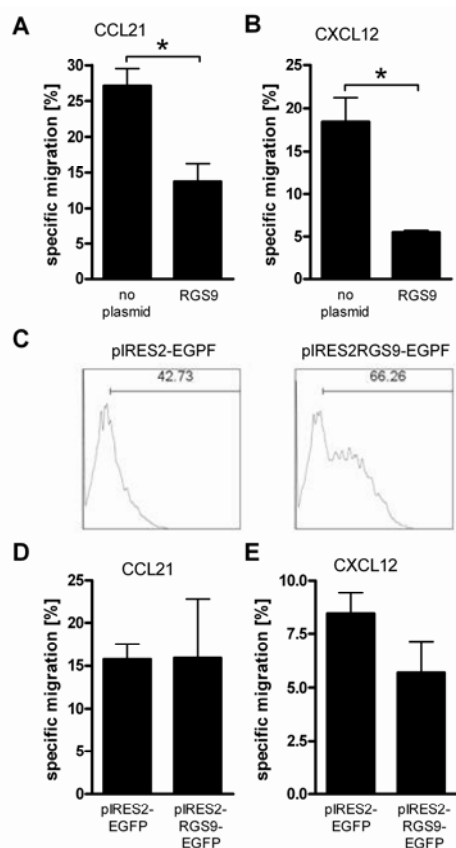 A
CCL21
*
specific migration [%]
30
25
20
15
10
5
0
no plasmid
RGS9
B
CXCL12
*
specific migration [%]
25
20
15
10
5
0
no plasmid
RGS9
C
pIRES2-EGPF
42.73
pIRES2RGS9-EGPF
66.26
D
CCL21
specific migration [%]
25
20
15
10
5
0
pIRES2-
EGFP
pIRES2-
RGS9-
EGFP
E
CXCL12
specific migration [%]
10.0
7.5
5.0
2.5
0.0
pIRES2-
EGFP
pIRES2-
RGS9-
EGFP